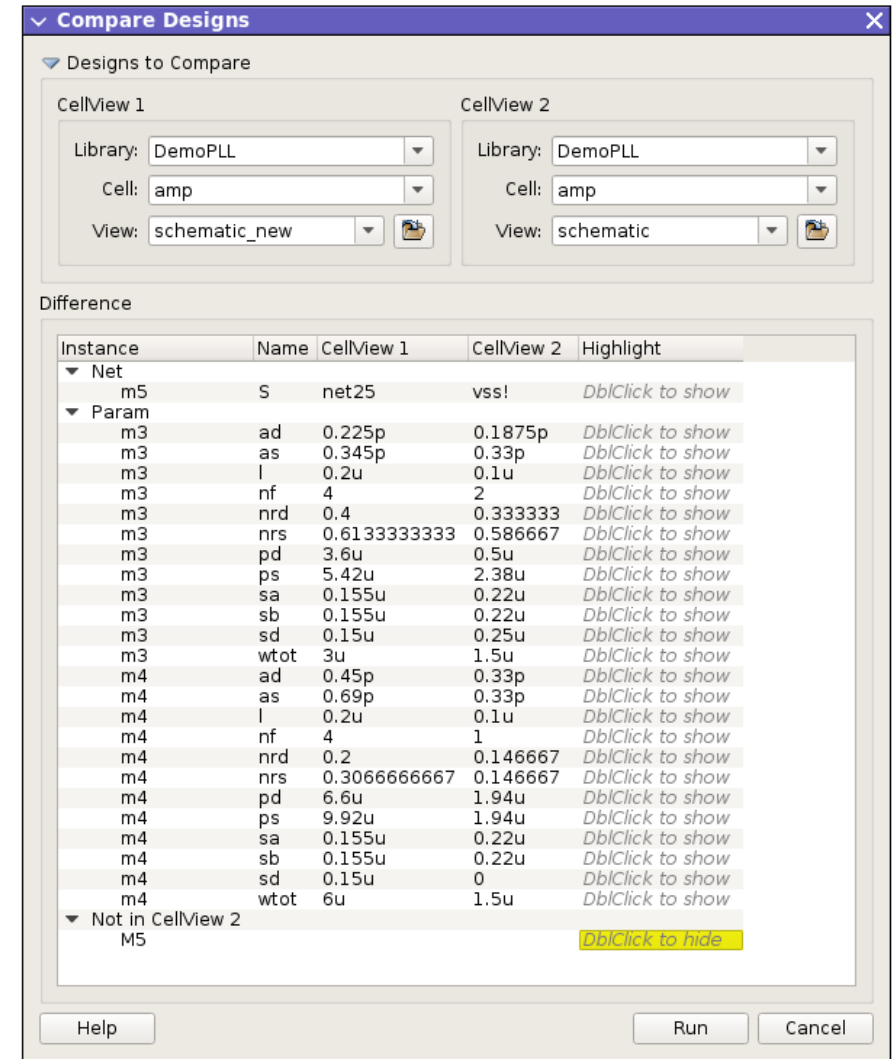 Compare Designs
Designs to Compare
CellView 1
CellView 2
Library: DemoPLL
Library: DemoPLL
Cell: amp
Cell: amp
View: schematic_new
View: schematic
Difference
Instance Name CellView 1 CellView 2 Highlight
Net
m5 S net25 vss! DblClick to show
Param
m3 ad 0.225p 0.1875p DblClick to show
m3 as 0.345p 0.33p DblClick to show
m3 l 0.2u 0.1u DblClick to show
m3 nf 4 2 DblClick to show
m3 nrd 0.4 0.333333 DblClick to show
m3 nrs 0.6133333333 0.586667 DblClick to show
m3 pd 3.6u 0.5u DblClick to show
m3 ps 5.42u 2.38u DblClick to show
m3 sa 0.155u 0.22u DblClick to show
m3 sb 0.155u 0.22u DblClick to show
m3 sd 0.15u 0.25u DblClick to show
m3 wtot 3u 1.5u DblClick to show
m4 ad 0.45p 0.33p DblClick to show
m4 as 0.69p 0.33p DblClick to show
m4 l 0.2u 0.1u DblClick to show
m4 nf 4 1 DblClick to show
m4 nrd 0.2 0.146667 DblClick to show
m4 nrs 0.3066666667 0.146667 DblClick to show
m4 pd 6.6u 1.94u DblClick to show
m4 ps 9.92u 1.94u DblClick to show
m4 sa 0.155u 0.22u DblClick to show
m4 sb 0.155u 0.22u DblClick to show
m4 sd 0.15u 0 DblClick to show
m4 wtot 6u 1.5u DblClick to show
Not in CellView 2
M5 DblClick to hide
Help
Run
Cancel